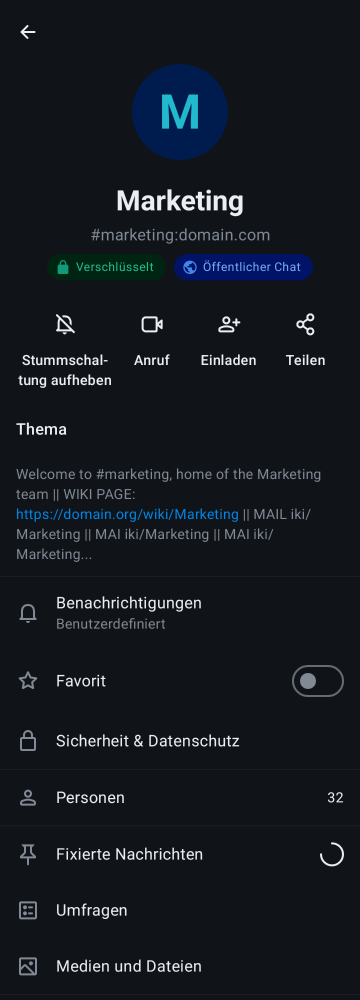 M
Marketing
#marketing:domain.com
Verschlüsselt
Öffentlicher Chat
Stummschal-
tung aufheben
Anruf
Einladen
Teilen
Thema
Welcome to #marketing, home of the Marketing
team || WIKI PAGE:
https://domain.org/wiki/Marketing || MAIL iki/
Marketing || MAI iki/Marketing || MAI iki/
Marketing...
Benachrichtigungen
Benutzerdefiniert
Favorit
Sicherheit & Datenschutz
Personen
32
Fixierte Nachrichten
Umfragen
Medien und Dateien